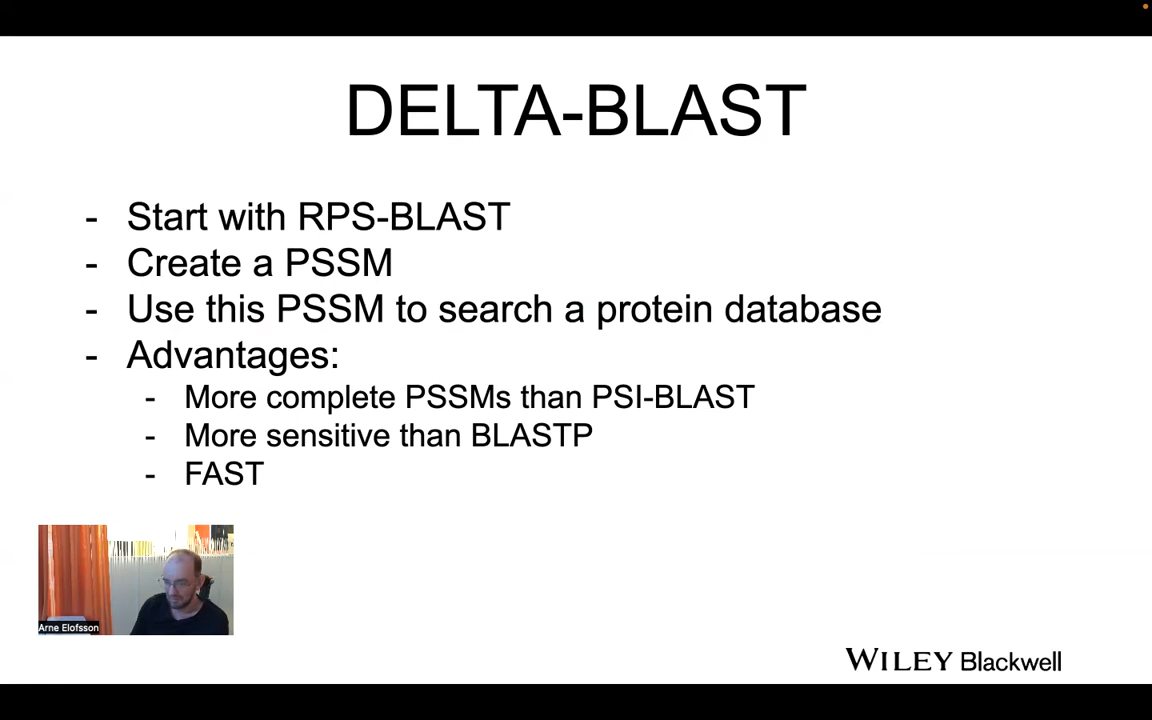 DELTA-BLAST
- Start with RPS-BLAST
- Create a PSSM
- Use this PSSM to search a protein database
- Advantages:
- More complete PSSMs than PSI-BLAST
- More sensitive than BLASTP
- FAST
Arne Elofsson
WILEY Blackwell